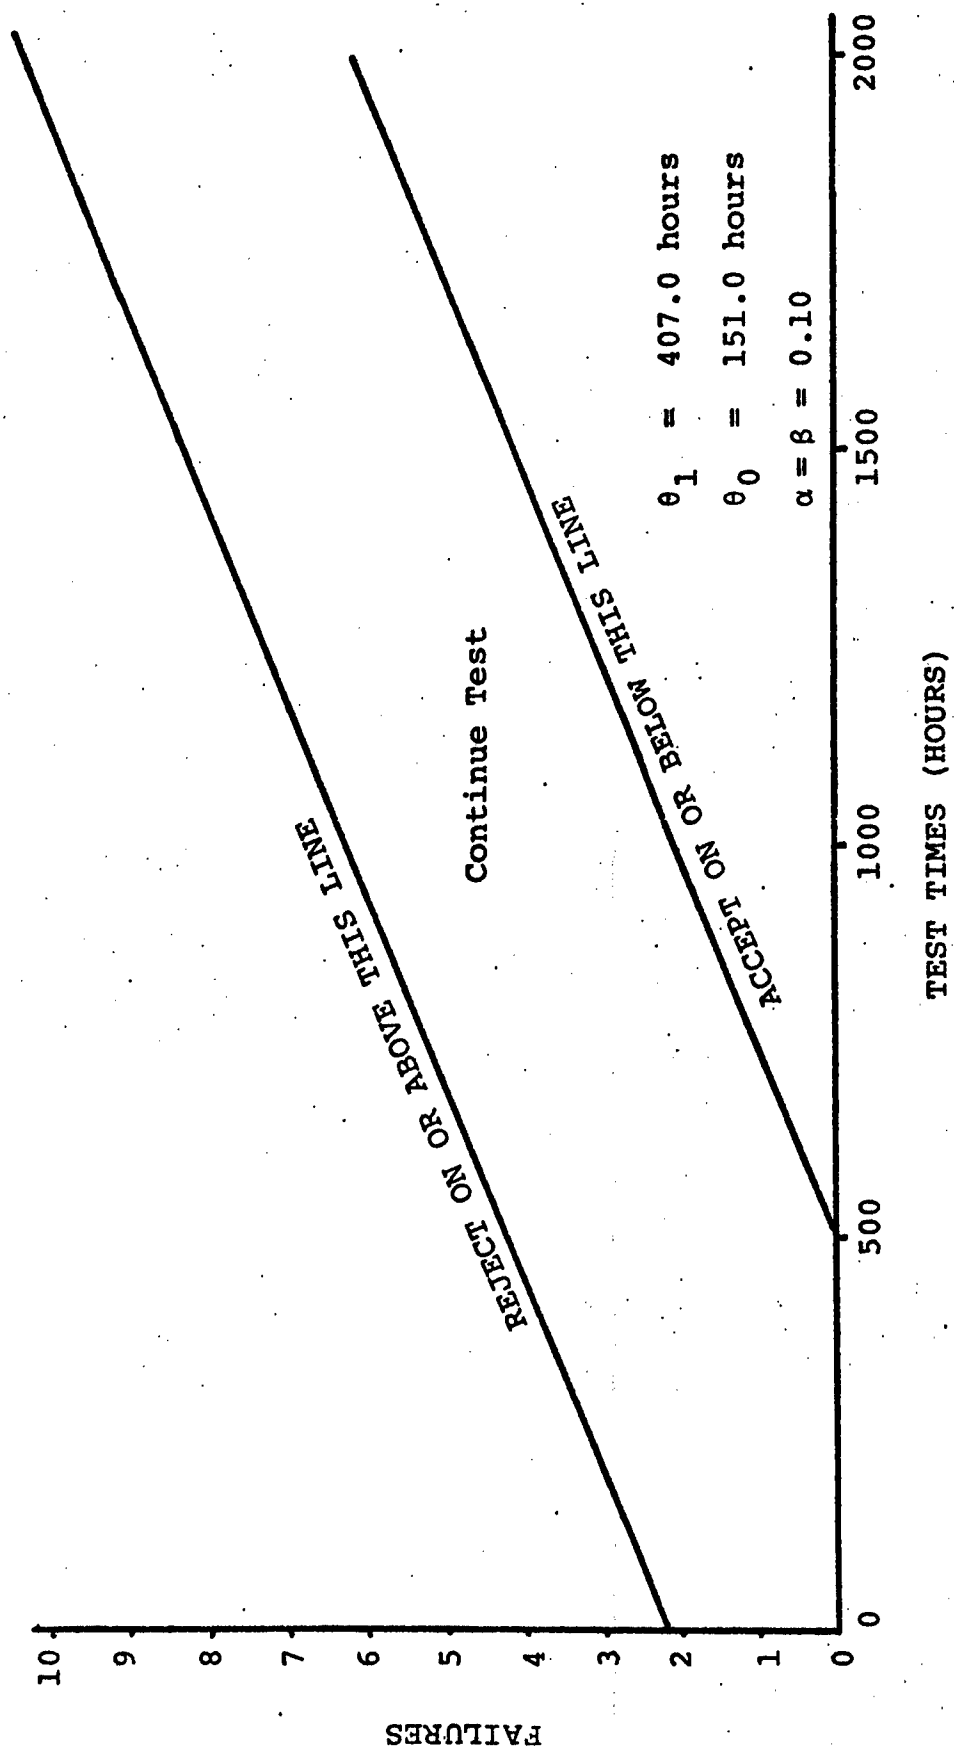 FAILURES
10
9
8
7
6
5
4
3
2
1
0
REJECT ON OR ABOVE THIS LINE
Continue Test
ACCEPT ON OR BELOW THIS LINE
θ1 = 407.0 hours
θ0 = 151.0 hours
α = β = 0.10
0
500
1000
1500
2000
TEST TIMES (HOURS)